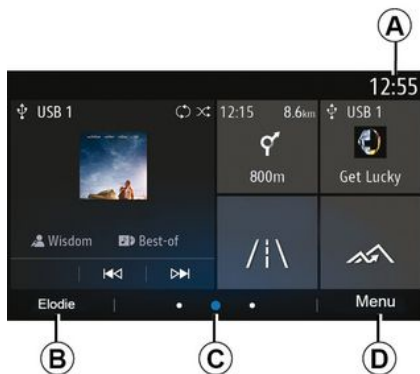 A
12:55
USB 1
12:15 8.6km
USB 1
800m
Get Lucky
Wisdom Best-of
Elodie
Menu
B
C
D